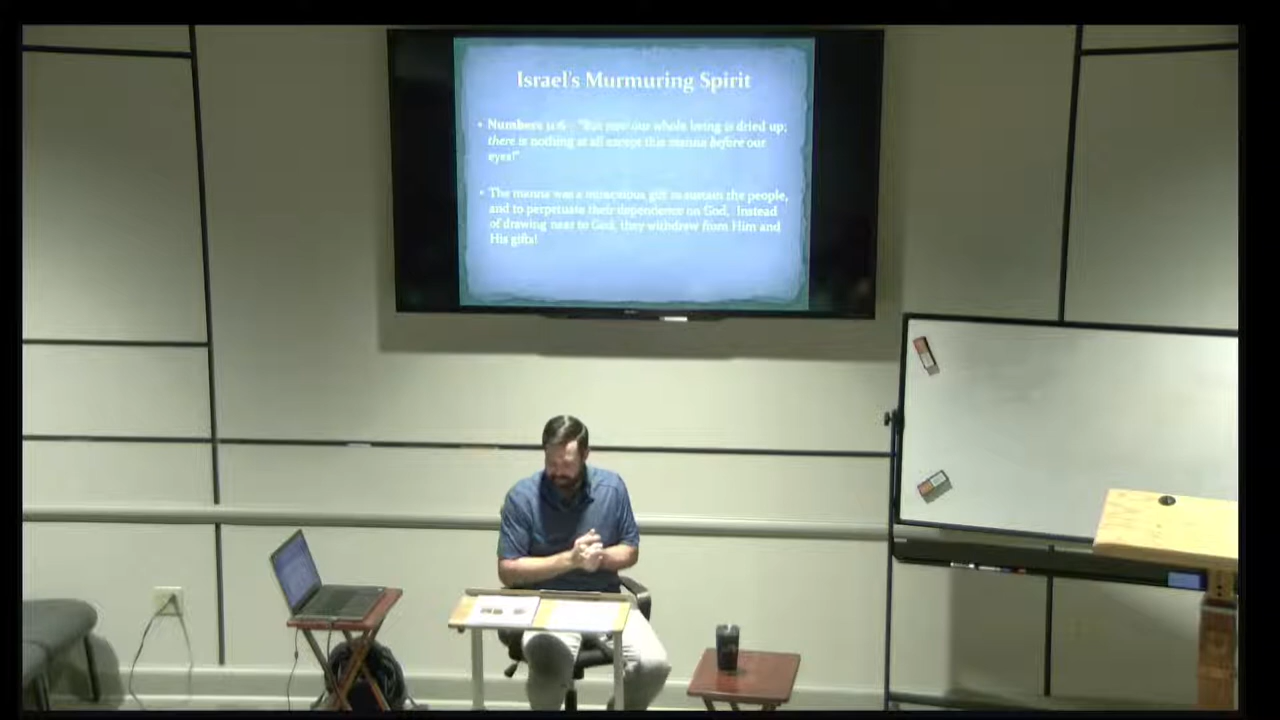 Israel's Murmuring Spirit
• Numbers 11:6 – "But now our whole being is dried up;
there is nothing at all except this manna before our
eyes!"
• The manna was a miraculous gift to sustain the people,
and to perpetuate their dependence on God. Instead
of drawing near to God, they withdrew from Him and
His gifts!